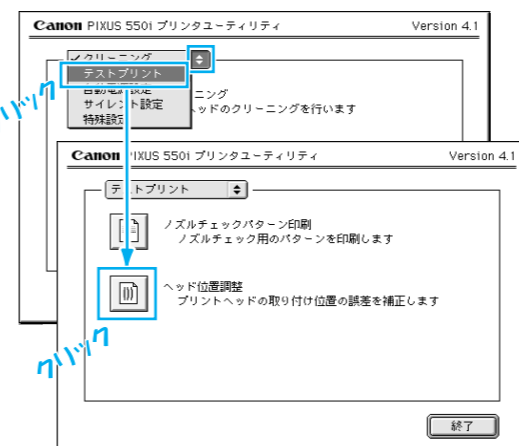 Canon PIXUS 550i プリンタユーティリティ Version 4.1
✓クリーニング
テストプリント
自動電源設定
サイレント設定
特殊設定
ニング
ヘッドのクリーニングを行います
リック
Canon PIXUS 550i プリンタユーティリティ Version 4.1
テストプリント
ノズルチェックパターン印刷
ノズルチェック用のパターンを印刷します
ヘッド位置調整
プリントヘッドの取り付け位置の誤差を補正します
クリック
終了